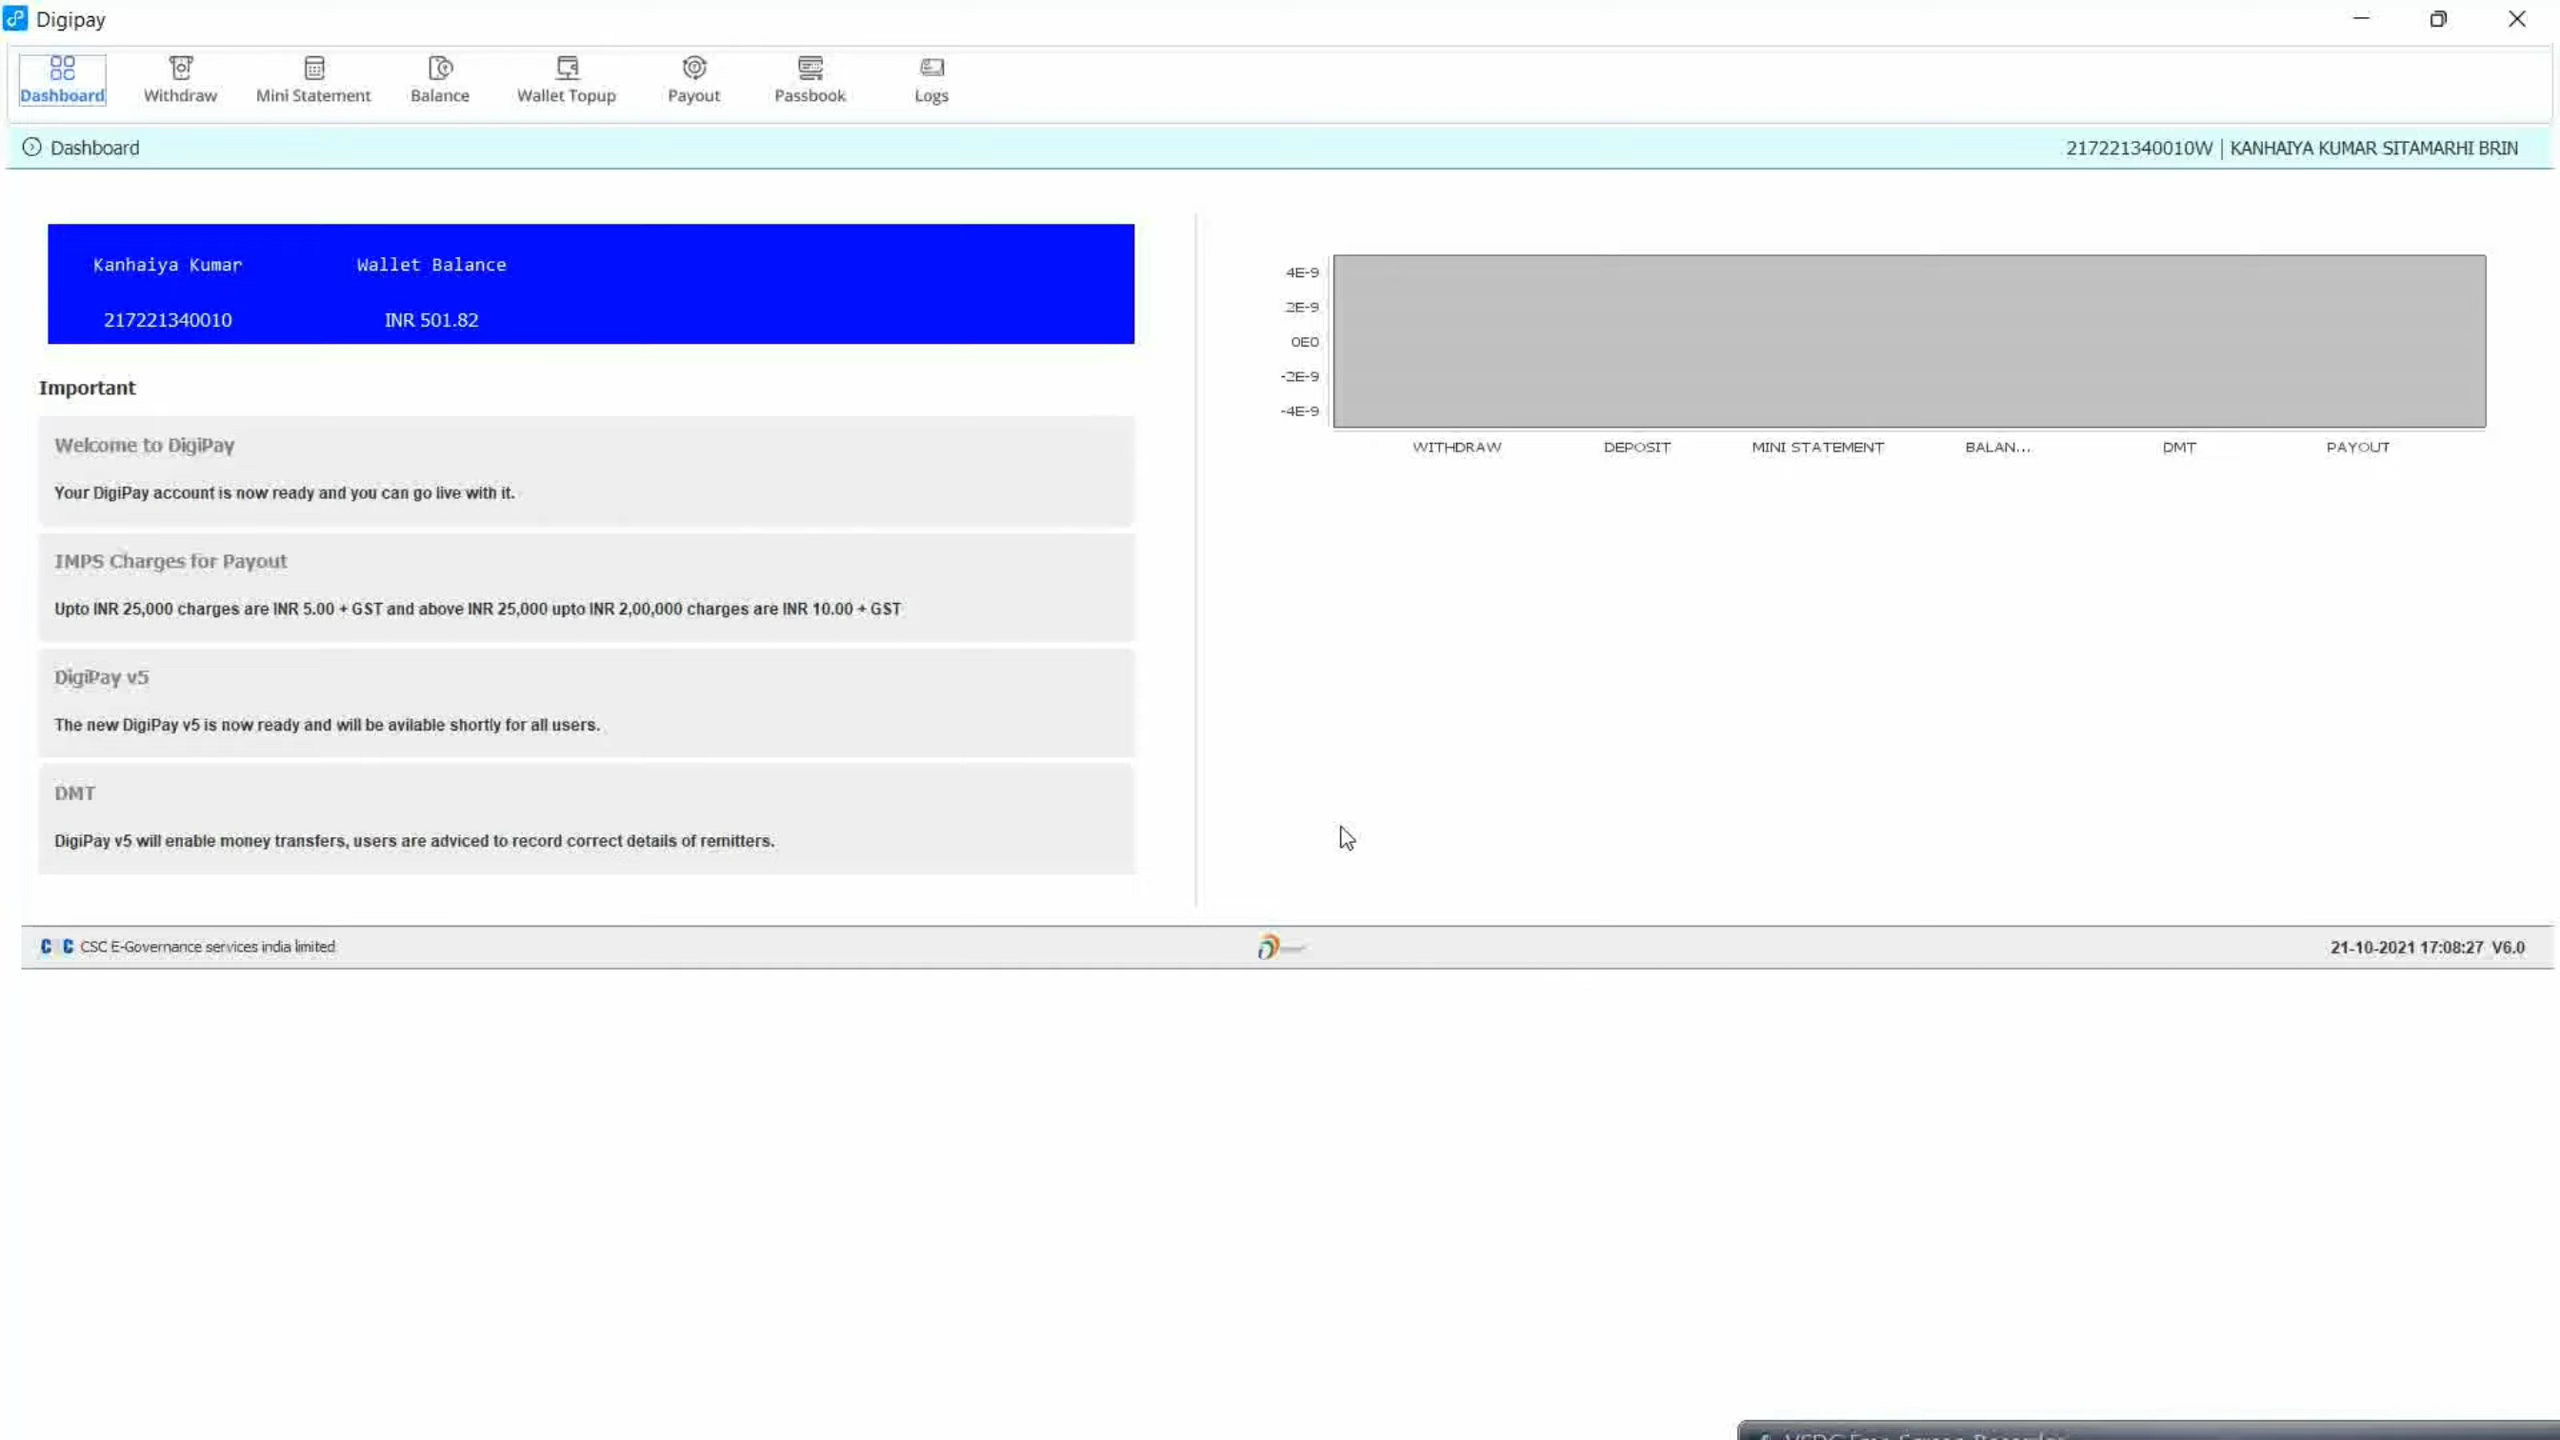 Digipay
Dashboard Withdraw Mini Statement Balance Wallet Topup Payout Passbook Logs
Dashboard 217221340010W | KANHAIYA KUMAR SITAMARHI BRIN
Kanhaiya Kumar Wallet Balance
217221340010 INR 501.82
Important
Welcome to DigiPay
Your DigiPay account is now ready and you can go live with it.
IMPS Charges for Payout
Upto INR 25,000 charges are INR 5.00 + GST and above INR 25,000 upto INR 2,00,000 charges are INR 10.00 + GST
DigiPay v5
The new DigiPay v5 is now ready and will be avilable shortly for all users.
DMT
DigiPay v5 will enable money transfers, users are adviced to record correct details of remitters.
4E-9
2E-9
0E0
-2E-9
-4E-9
WITHDRAW DEPOSIT MINI STATEMENT BALAN... DMT PAYOUT
CSC E-Governance services india limited
21-10-2021 17:08:27 V6.0
VSDC Free Screen Recorder